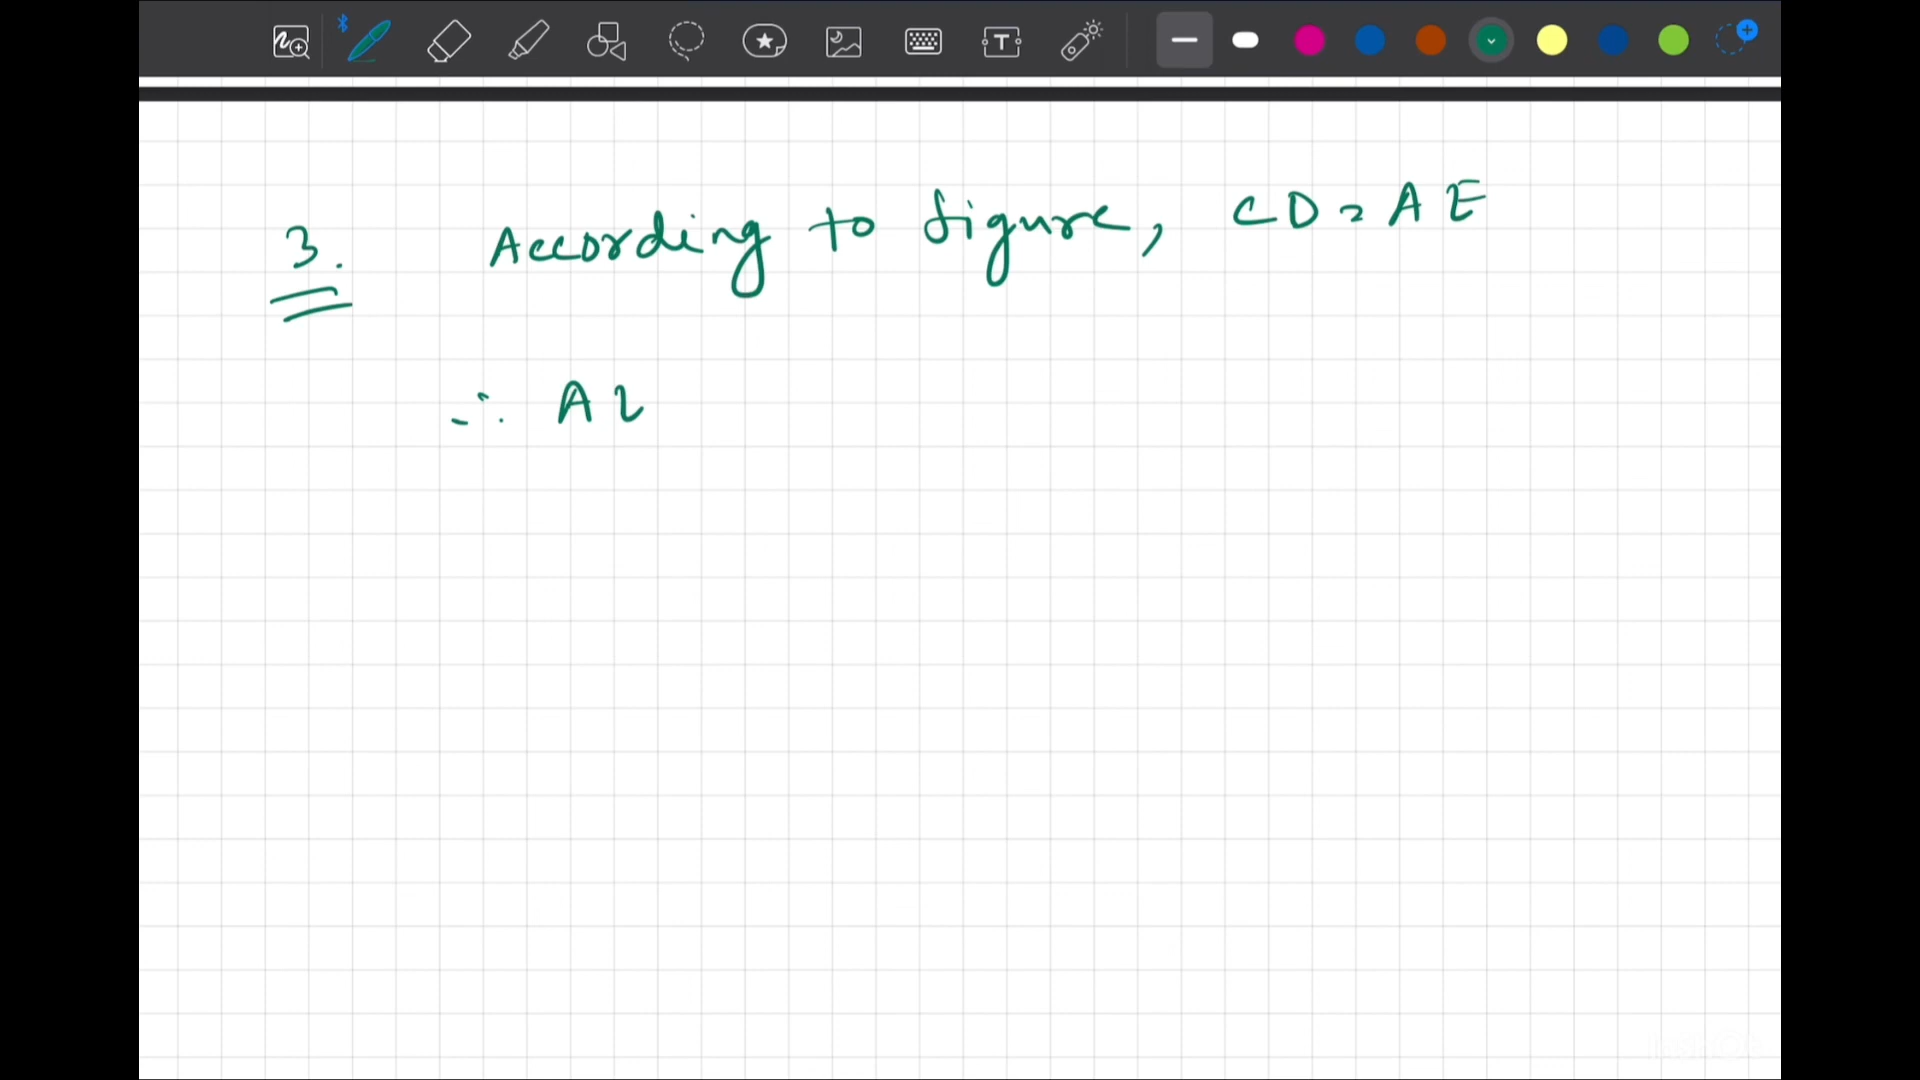 3. According to figure, CD = AE
∴ A